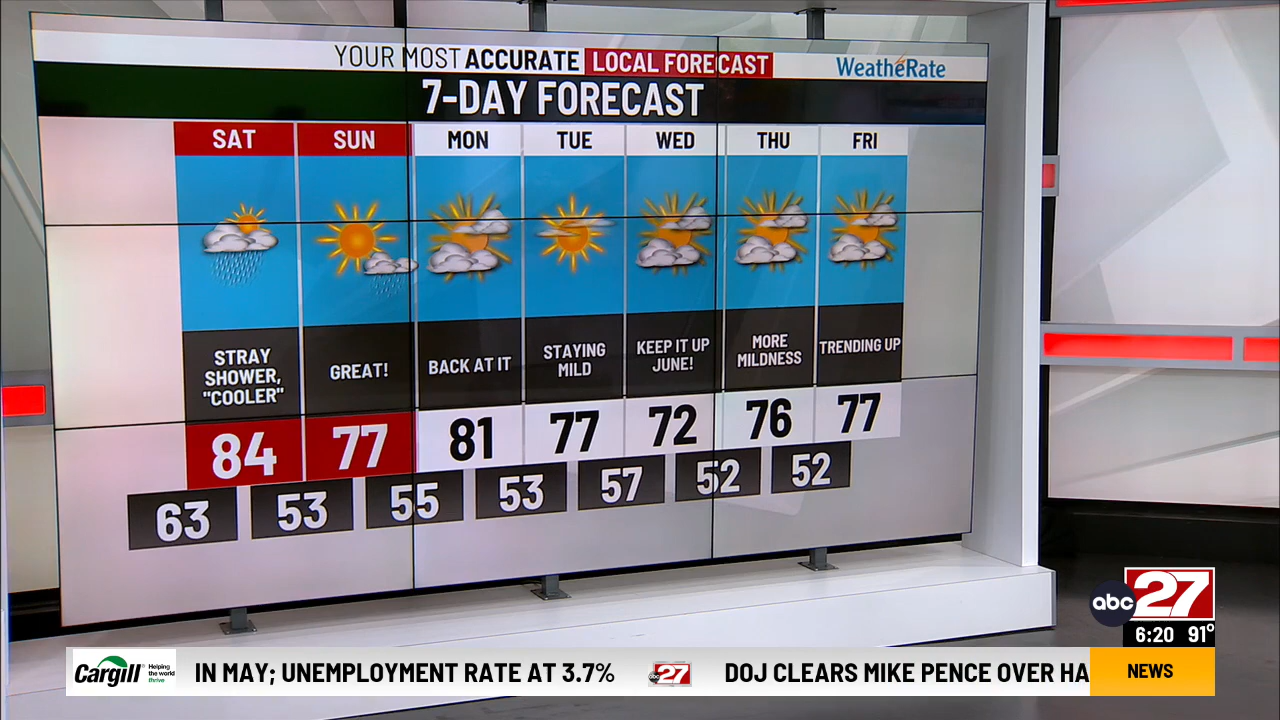 YOUR MOST ACCURATE LOCAL FORECAST
WeatheRate
7-DAY FORECAST
SAT SUN MON TUE WED THU FRI
STRAY
SHOWER,
"COOLER"
GREAT!
BACK AT IT
STAYING
MILD
KEEP IT UP
JUNE!
MORE
MILDNESS
TRENDING UP
84 77 81 77 72 76 77
63 53 55 53 57 52 52
abc 27
6:20 91°
Cargill Helping
the world
thrive
IN MAY; UNEMPLOYMENT RATE AT 3.7% abc 27 DOJ CLEARS MIKE PENCE OVER HA
NEWS